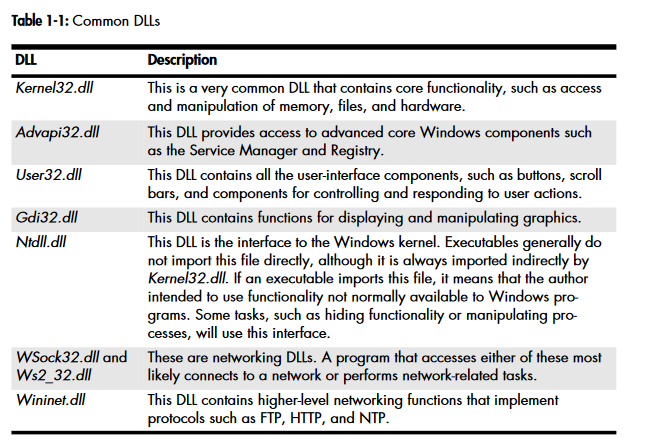 Table 1-1: Common DLLs
DLL Description
Kernel32.dll This is a very common DLL that contains core functionality, such as access
and manipulation of memory, files, and hardware.
Advapi32.dll This DLL provides access to advanced core Windows components such
as the Service Manager and Registry.
User32.dll This DLL contains all the user-interface components, such as buttons, scroll
bars, and components for controlling and responding to user actions.
Gdi32.dll This DLL contains functions for displaying and manipulating graphics.
Ntdll.dll This DLL is the interface to the Windows kernel. Executables generally do
not import this file directly, although it is always imported indirectly by
Kernel32.dll. If an executable imports this file, it means that the author
intended to use functionality not normally available to Windows pro-
grams. Some tasks, such as hiding functionality or manipulating pro-
cesses, will use this interface.
WSock32.dll and These are networking DLLs. A program that accesses either of these most
Ws2_32.dll likely connects to a network or performs network-related tasks.
Wininet.dll This DLL contains higher-level networking functions that implement
protocols such as FTP, HTTP, and NTP.